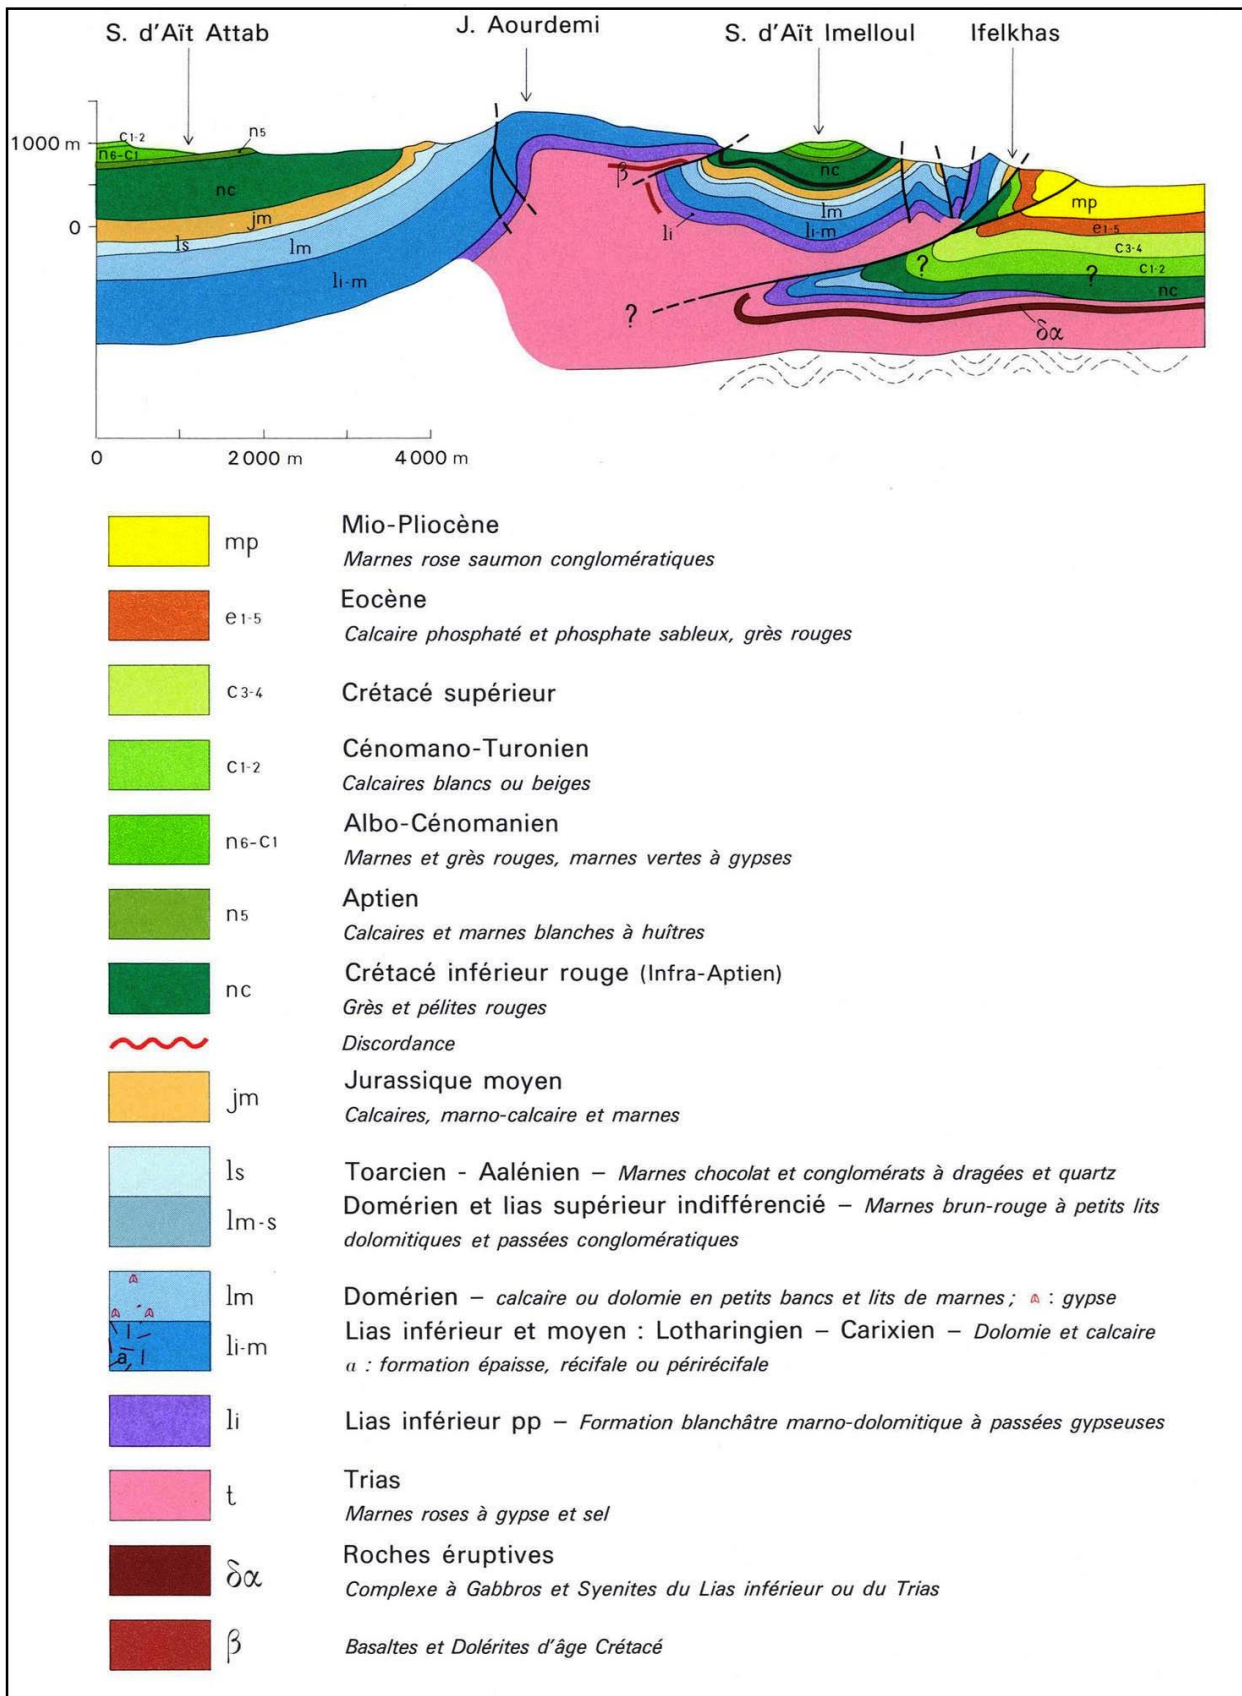 S. d'Aït Attab
J. Aourdemi
S. d'Aït Imelloul
Ifelkhas
1000 m
0
c1-2
n6-C1
n5
nc
jm
ls
lm
li-m
β
li
nc
lm
li-m
?
?
?
mp
e1-5
C3-4
C1-2
nc
δα
0 2000 m 4000 m
mp Mio-Pliocène
Marnes rose saumon conglomératiques
e1-5 Eocène
Calcaire phosphaté et phosphate sableux, grès rouges
C3-4 Crétacé supérieur
C1-2 Cénomano-Turonien
Calcaires blancs ou beiges
n6-C1 Albo-Cénomanien
Marnes et grès rouges, marnes vertes à gypses
n5 Aptien
Calcaires et marnes blanches à huîtres
nc Crétacé inférieur rouge (Infra-Aptien)
Grès et pélites rouges
Discordance
jm Jurassique moyen
Calcaires, marno-calcaire et marnes
ls Toarcien - Aalénien – Marnes chocolat et conglomérats à dragées et quartz
lm-s Domérien et lias supérieur indifférencié – Marnes brun-rouge à petits lits
dolomitiques et passées conglomératiques
lm Domérien – calcaire ou dolomie en petits bancs et lits de marnes ; : gypse
a li-m Lias inférieur et moyen : Lotharingien – Carixien – Dolomie et calcaire
a : formation épaisse, récifale ou périrécifale
li Lias inférieur pp – Formation blanchâtre marno-dolomitique à passées gypseuses
t Trias
Marnes roses à gypse et sel
δα Roches éruptives
Complexe à Gabbros et Syenites du Lias inférieur ou du Trias
β Basaltes et Dolérites d'âge Crétacé